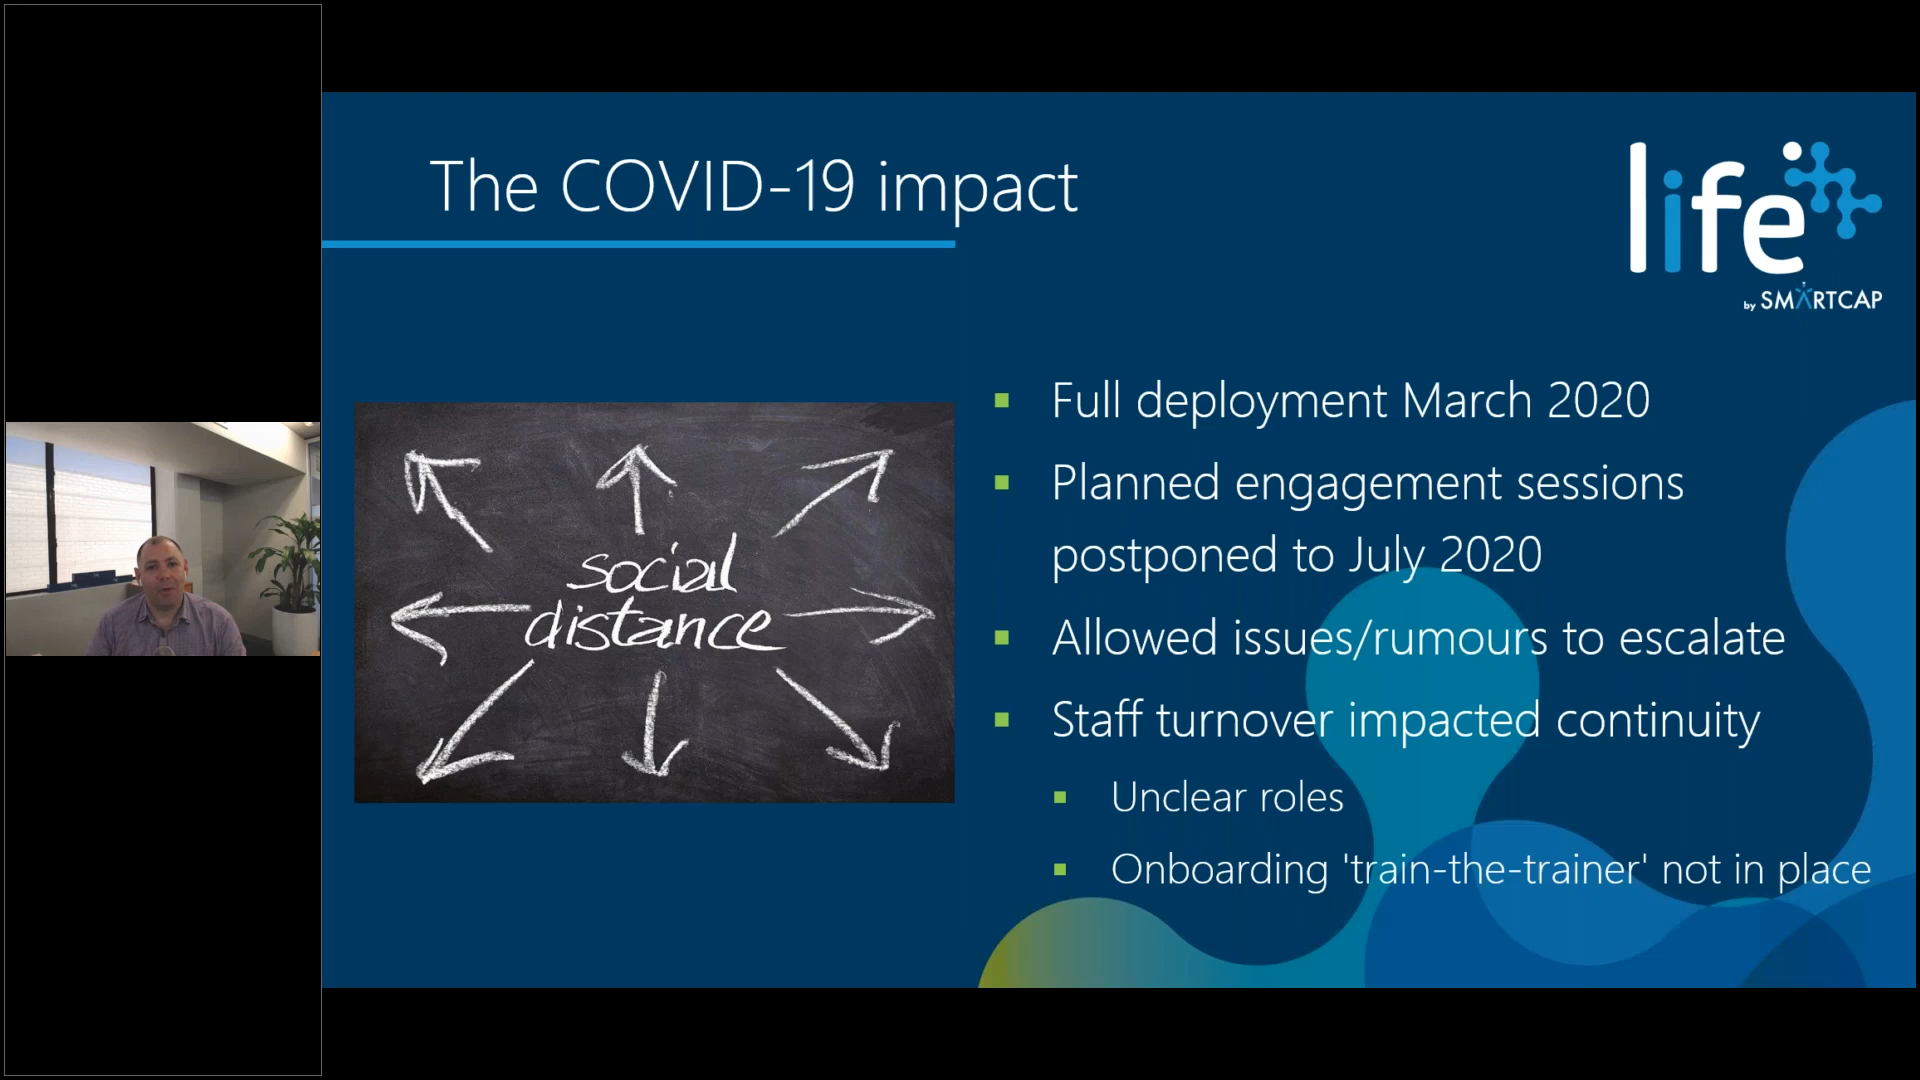 The COVID-19 impact
life
by SMARTCAP
social
distance
Full deployment March 2020
Planned engagement sessions
postponed to July 2020
Allowed issues/rumours to escalate
Staff turnover impacted continuity
Unclear roles
Onboarding 'train-the-trainer' not in place